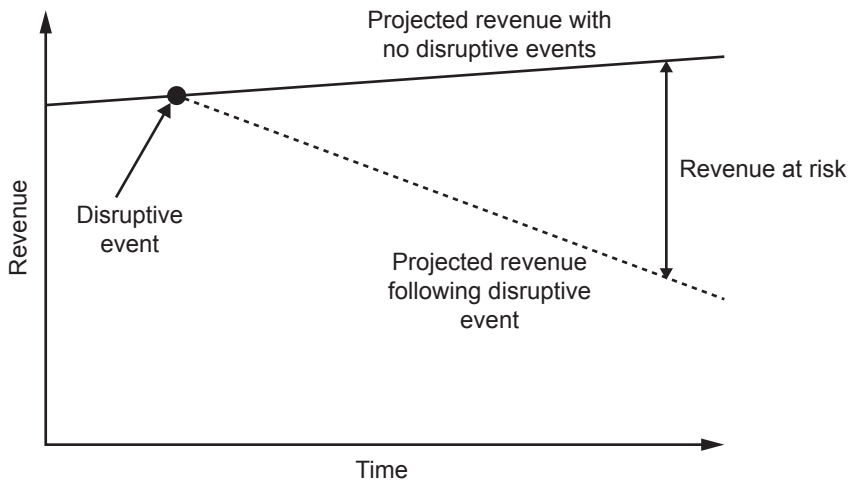 Projected revenue with
no disruptive events
Revenue at risk
Disruptive
event
Revenue
Projected revenue
following disruptive
event
Time